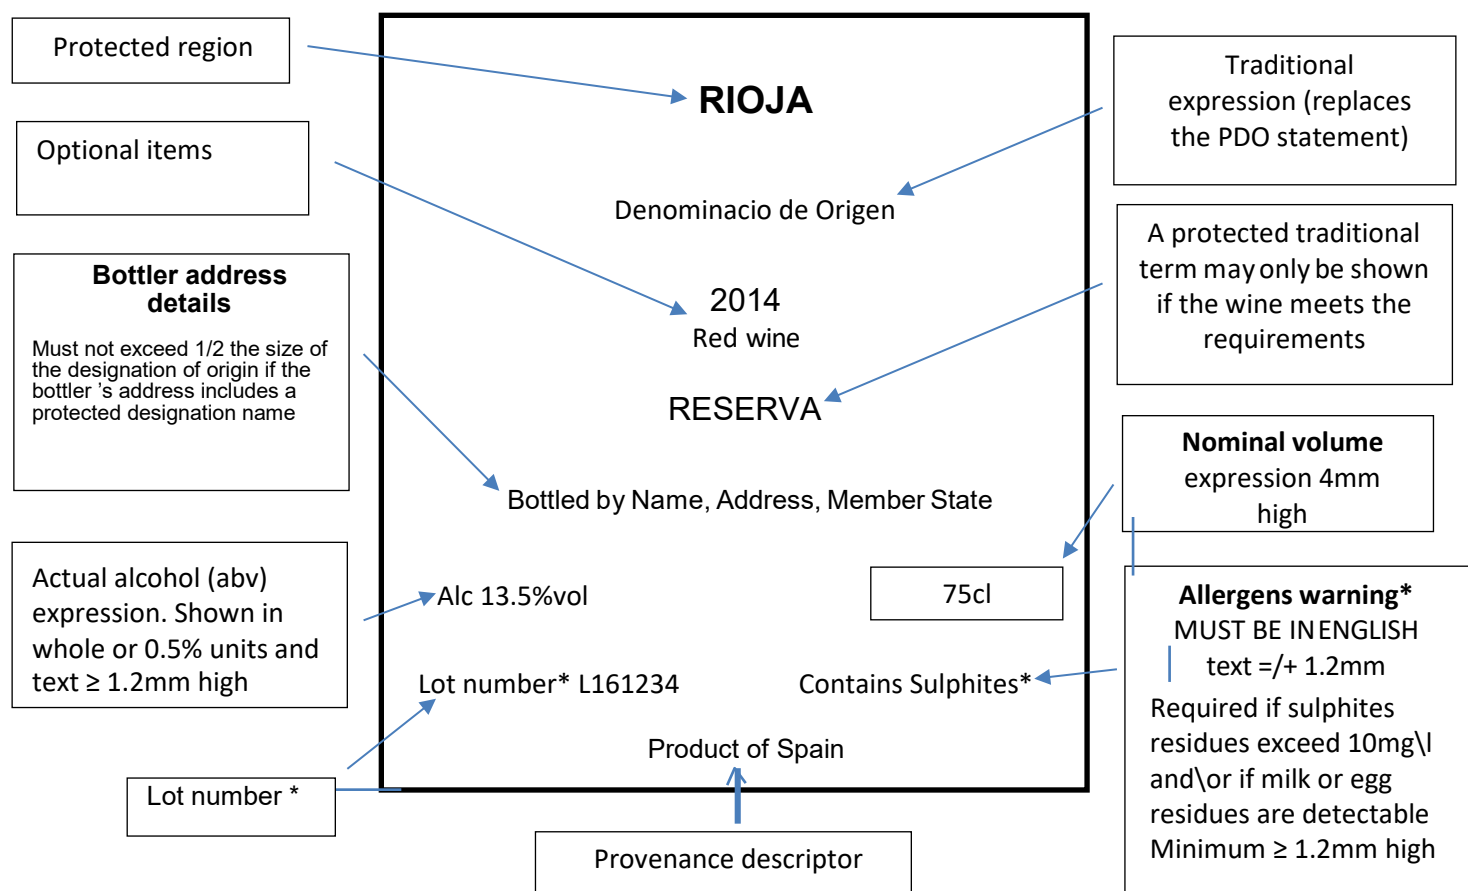 Protected region
Optional items
Bottler address
details
Must not exceed 1/2 the size of
the designation of origin if the
bottler 's address includes a
protected designation name
Actual alcohol (abv)
expression. Shown in
whole or 0.5% units and
text ≥ 1.2mm high
Lot number *
RIOJA
Denominacio de Origen
2014
Red wine
RESERVA
Bottled by Name, Address, Member State
Alc 13.5%vol
75cl
Lot number* L161234
Contains Sulphites*
Product of Spain
Provenance descriptor
Traditional
expression (replaces
the PDO statement)
A protected traditional
term may only be shown
if the wine meets the
requirements
Nominal volume
expression 4mm
high
Allergens warning*
MUST BE IN ENGLISH
text =/+ 1.2mm
Required if sulphites
residues exceed 10mg\l
and\or if milk or egg
residues are detectable
Minimum ≥ 1.2mm high